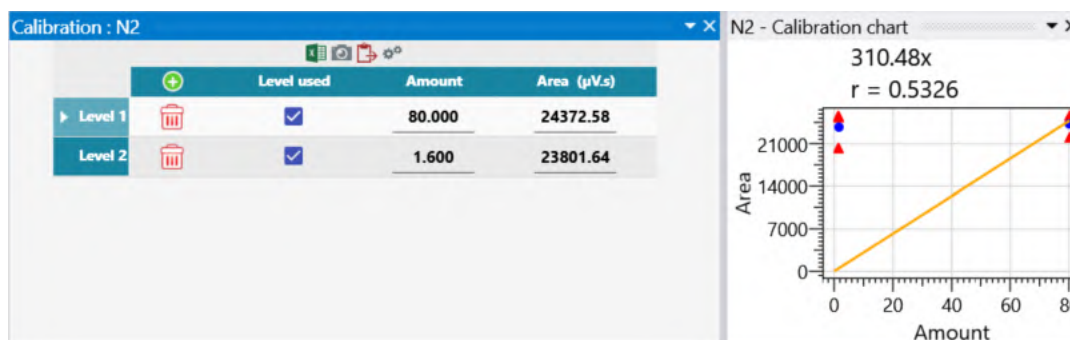 Calibration : N2
Level used Amount Area (µV.s)
Level 1 80.000 24372.58
Level 2 1.600 23801.64
N2 - Calibration chart
310.48x
r = 0.5326
21000
14000
7000
0
Area
0 20 40 60 8
Amount